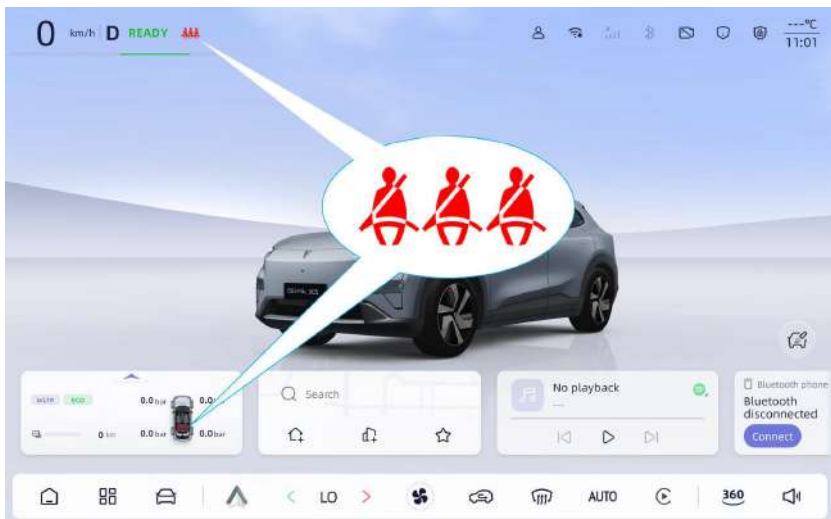 0 km/h D READY
---°C
11:01
WLTP ECO
0.0 bar
0 km
0.0 bar 0.0 bar
Search
No playback
---
Bluetooth phone
Bluetooth
disconnected
Connect
LO
AUTO
360